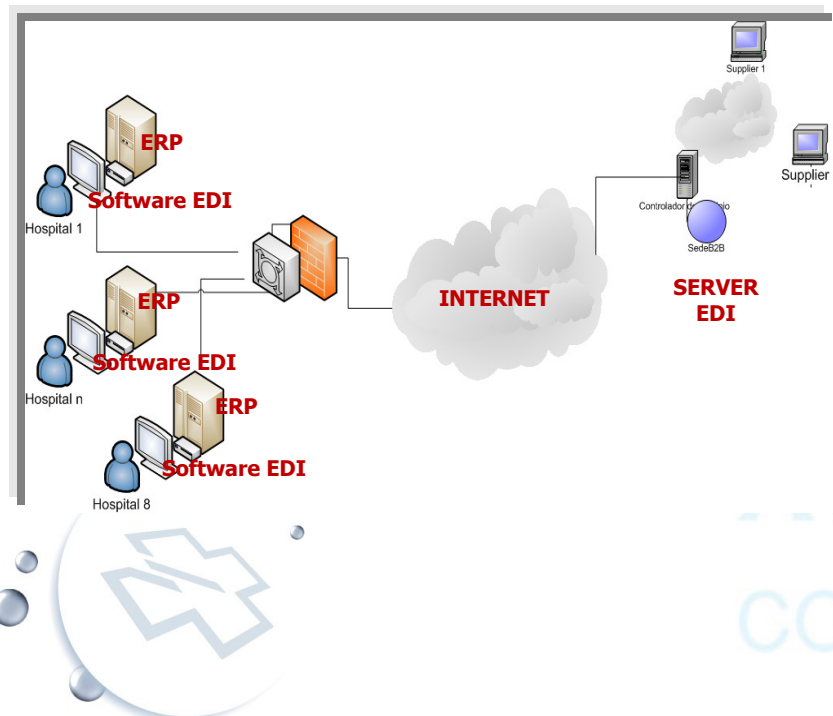 Supplier 1
ERP
Software EDI
Hospital 1
Supplier
SedeB2B
INTERNET
SERVER
EDI
ERP
Software EDI
Hospital n
ERP
Software EDI
Hospital 8
CO